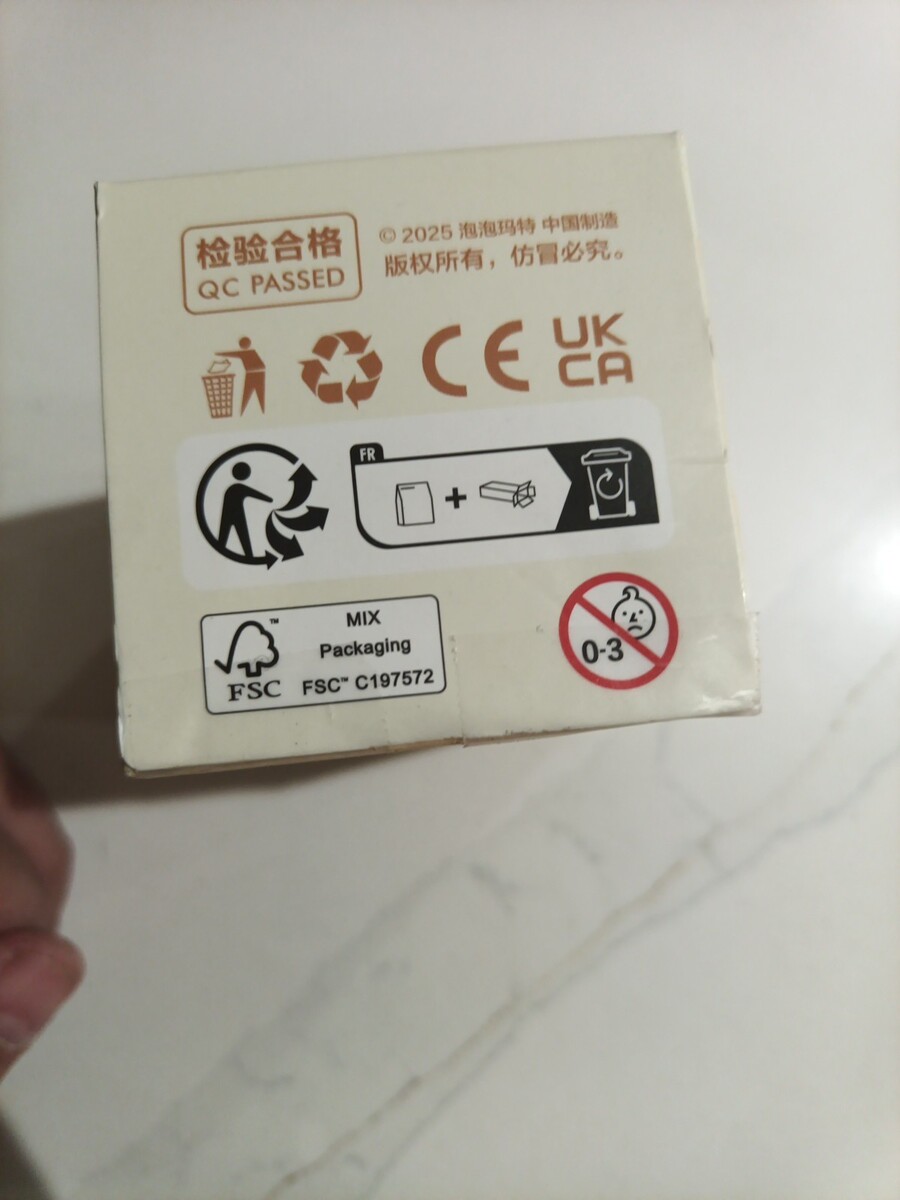 检验合格
QC PASSED
© 2025 泡泡玛特 中国制造
版权所有，仿冒必究。
CE
UK
CA
FR
FSC™
MIX
Packaging
FSC™ C197572
0-3